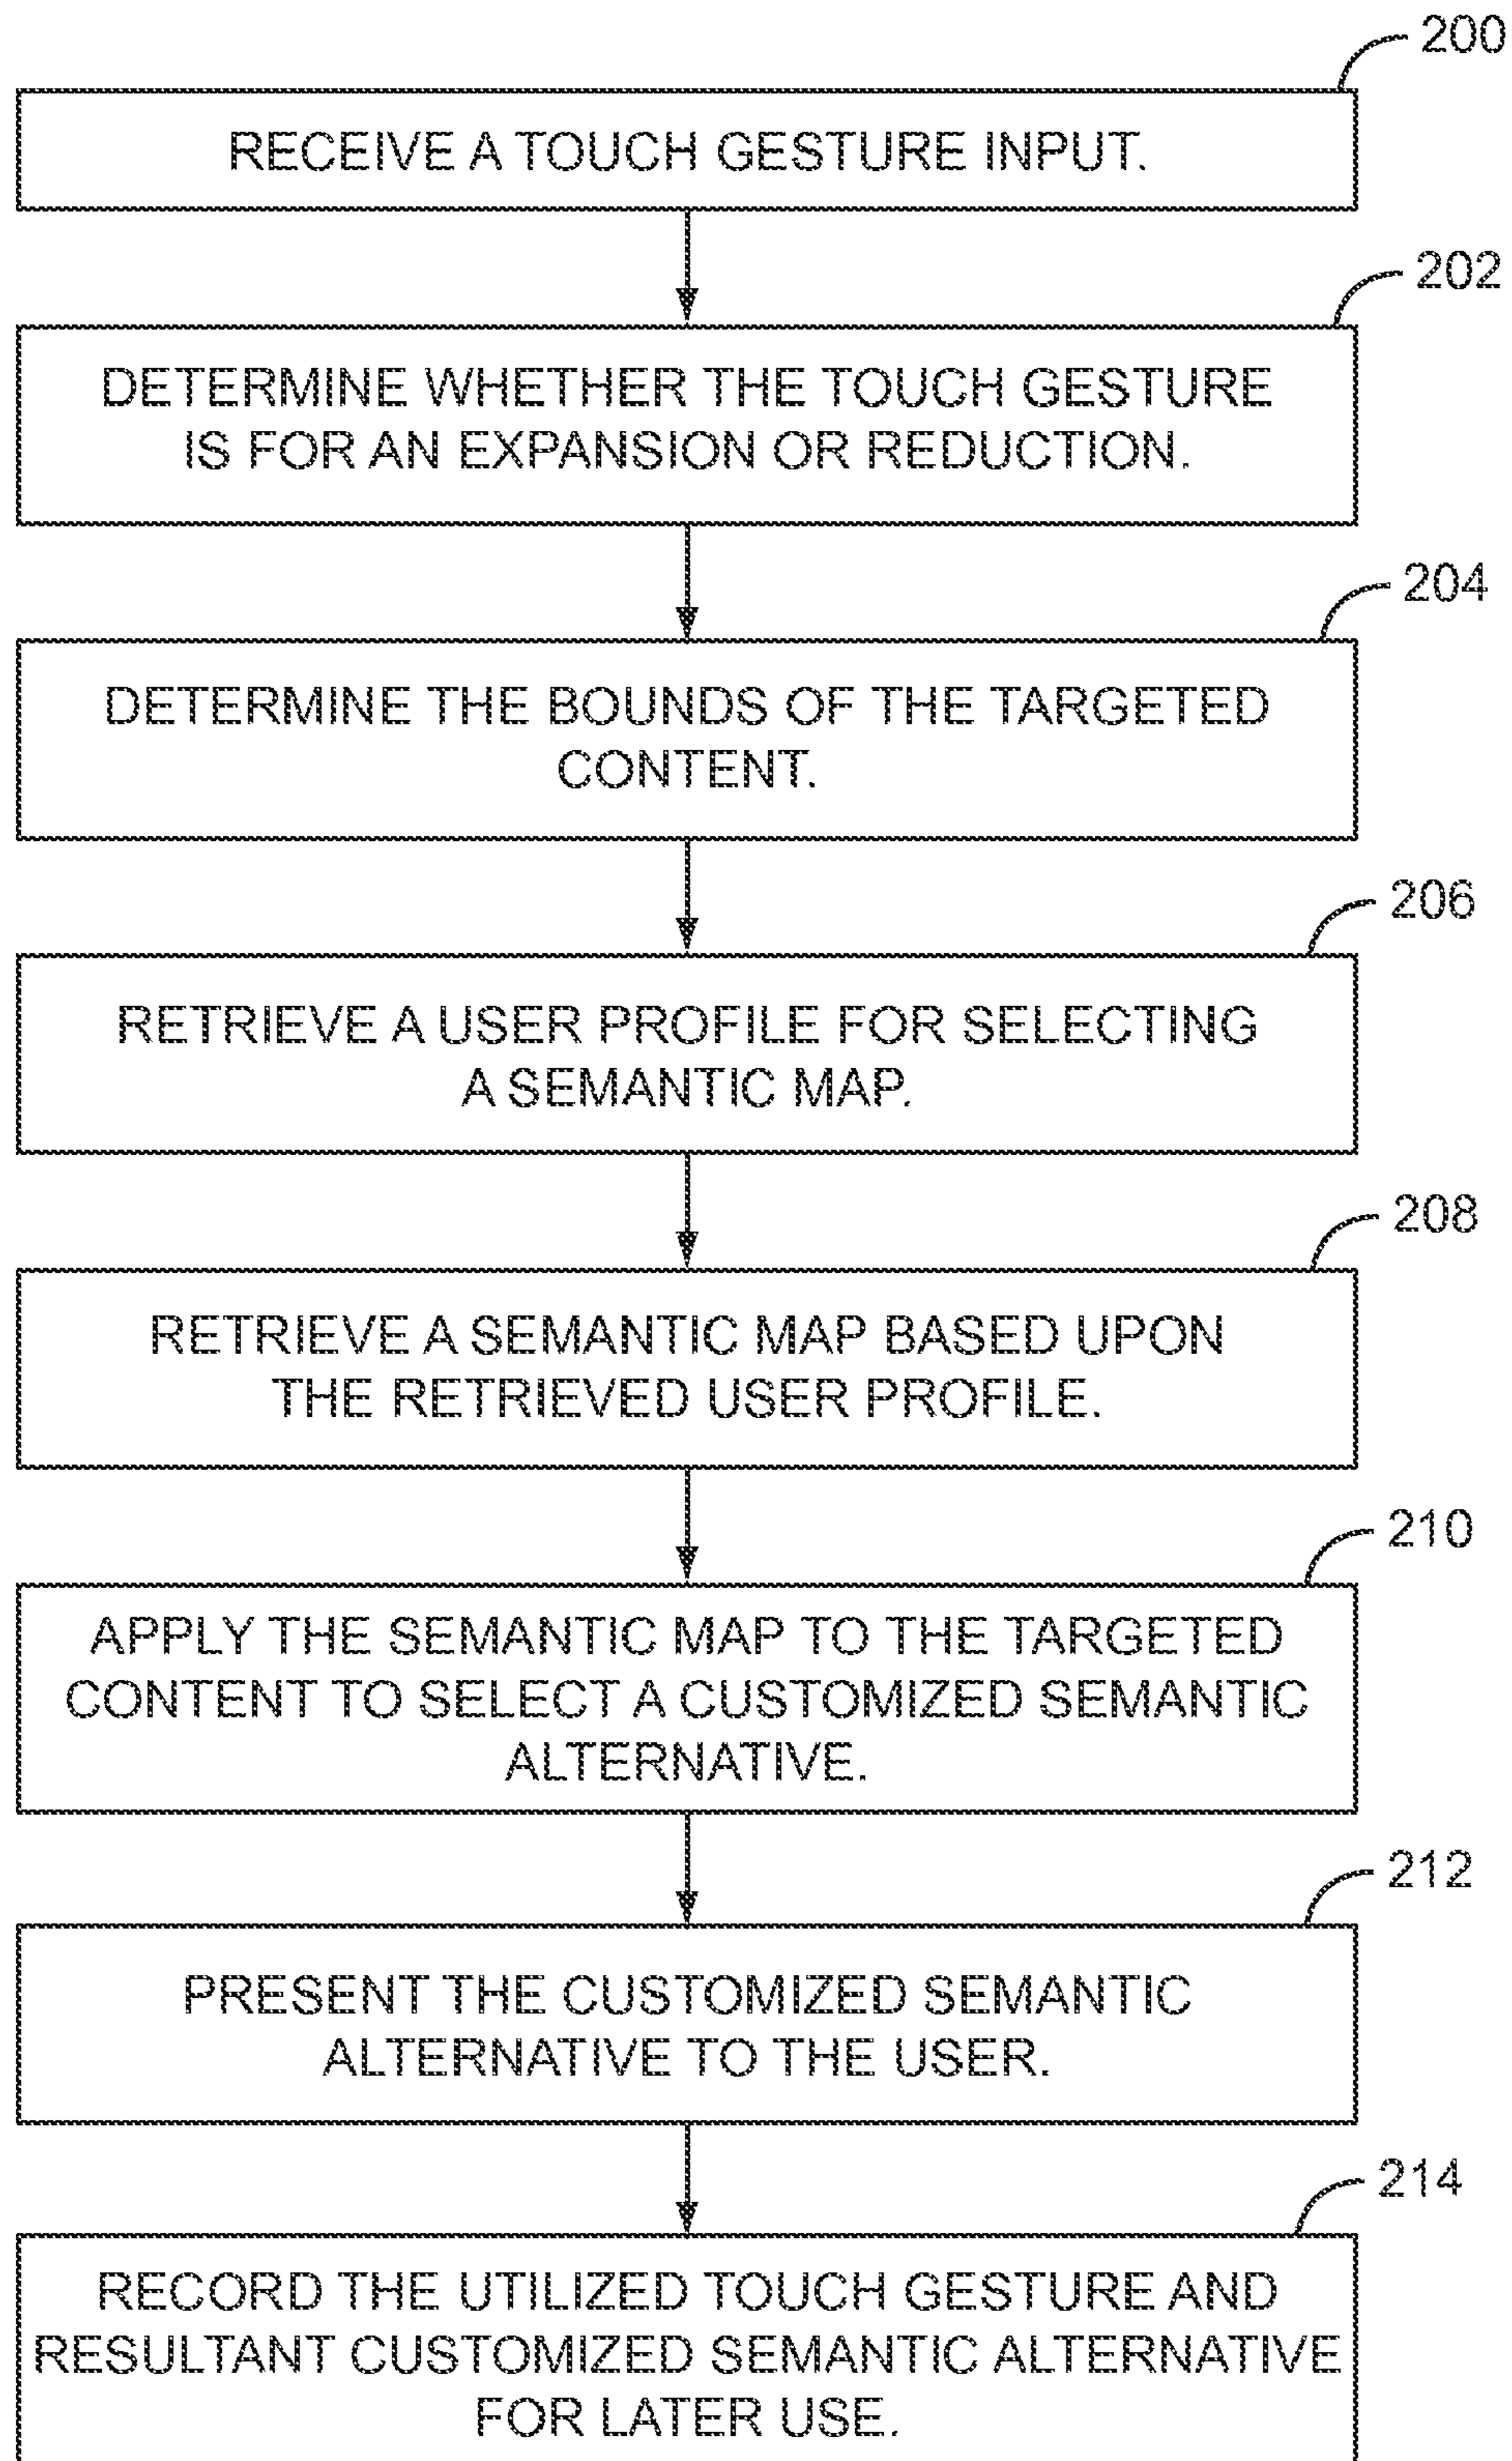 200
RECEIVE A TOUCH GESTURE INPUT.
202
DETERMINE WHETHER THE TOUCH GESTURE
IS FOR AN EXPANSION OR REDUCTION.
204
DETERMINE THE BOUNDS OF THE TARGETED
CONTENT.
206
RETRIEVE A USER PROFILE FOR SELECTING
A SEMANTIC MAP.
208
RETRIEVE A SEMANTIC MAP BASED UPON
THE RETRIEVED USER PROFILE.
210
APPLY THE SEMANTIC MAP TO THE TARGETED
CONTENT TO SELECT A CUSTOMIZED SEMANTIC
ALTERNATIVE.
212
PRESENT THE CUSTOMIZED SEMANTIC
ALTERNATIVE TO THE USER.
214
RECORD THE UTILIZED TOUCH GESTURE AND
RESULTANT CUSTOMIZED SEMANTIC ALTERNATIVE
FOR LATER USE.